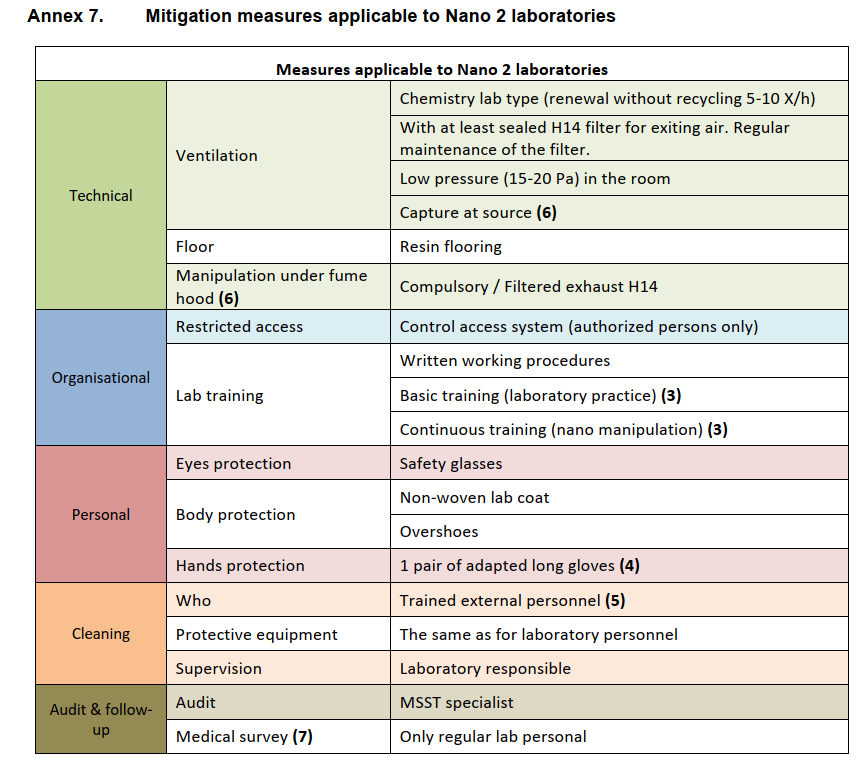 Annex 7. Mitigation measures applicable to Nano 2 laboratories
Measures applicable to Nano 2 laboratories
Technical
Ventilation
Chemistry lab type (renewal without recycling 5-10 X/h)
With at least sealed H14 filter for exiting air. Regular
maintenance of the filter.
Low pressure (15-20 Pa) in the room
Capture at source (6)
Floor
Resin flooring
Manipulation under fume
hood (6)
Compulsory / Filtered exhaust H14
Organisational
Restricted access
Control access system (authorized persons only)
Lab training
Written working procedures
Basic training (laboratory practice) (3)
Continuous training (nano manipulation) (3)
Personal
Eyes protection
Safety glasses
Body protection
Non-woven lab coat
Overshoes
Hands protection
1 pair of adapted long gloves (4)
Cleaning
Who
Trained external personnel (5)
Protective equipment
The same as for laboratory personnel
Supervision
Laboratory responsible
Audit & follow-
up
Audit
MSST specialist
Medical survey (7)
Only regular lab personal